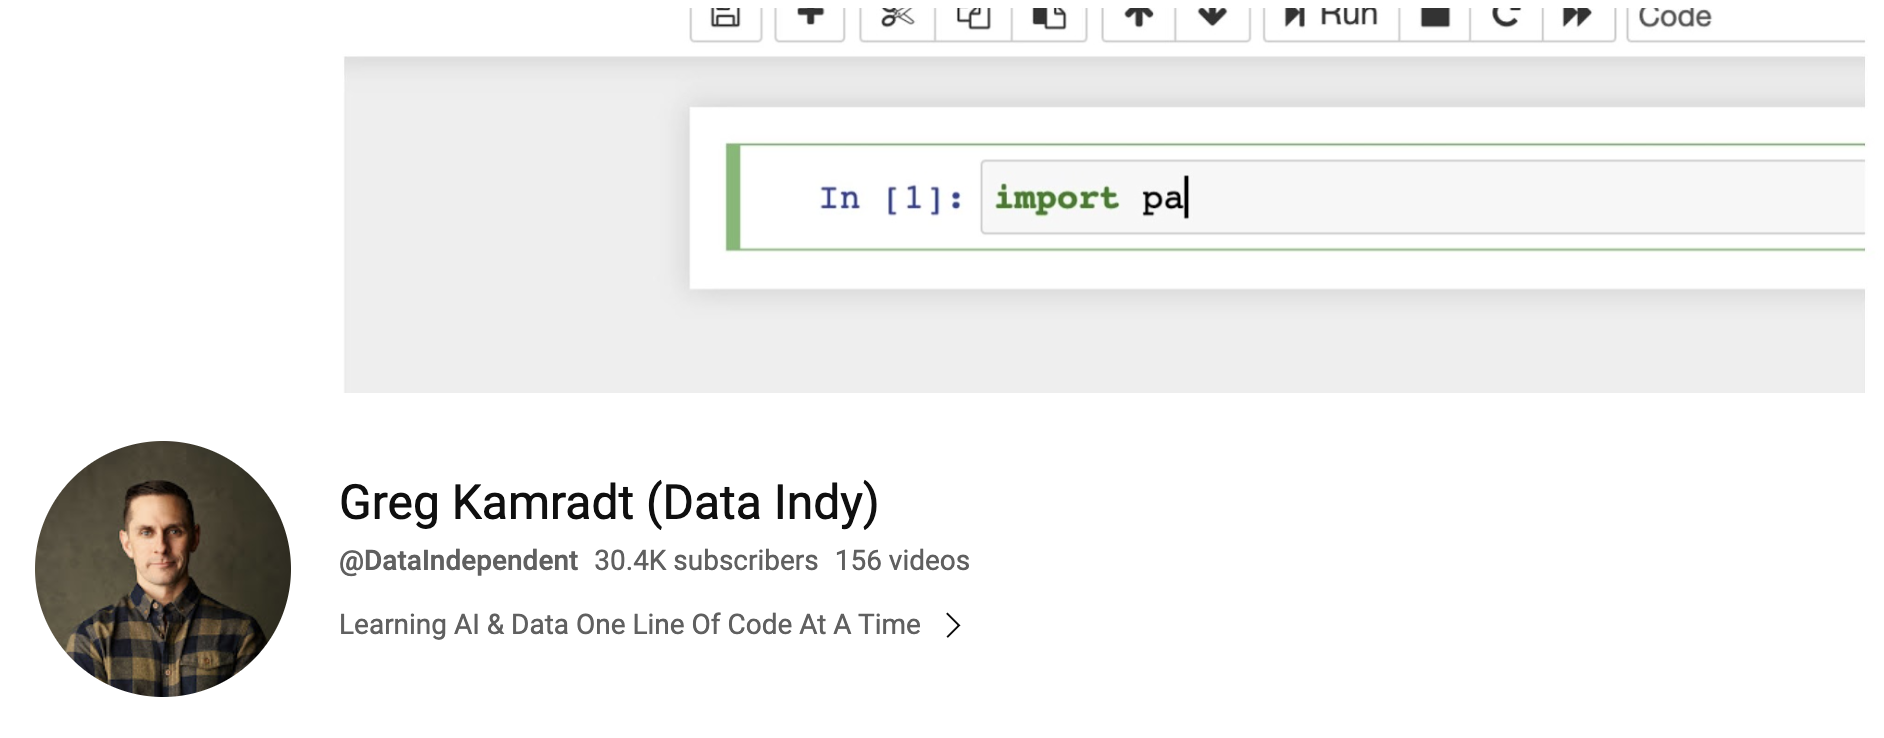 Run Code
In [1]: import pa
Greg Kamradt (Data Indy)
@DataIndependent 30.4K subscribers 156 videos
Learning AI & Data One Line Of Code At A Time